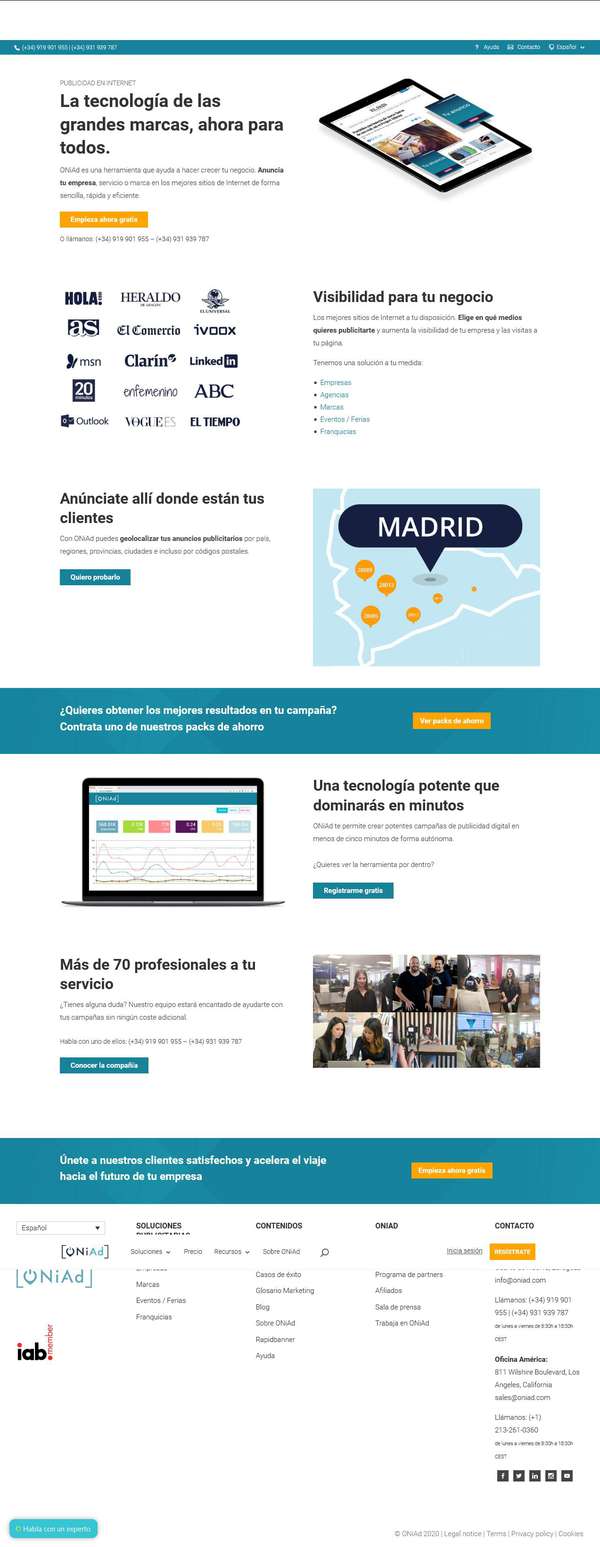 (+34) 919 901 955 | (+34) 931 939 787
? Ayuda
Contacto
Español
PUBLICIDAD EN INTERNET
La tecnología de las
grandes marcas, ahora para
todos.
ONiAd es una herramienta que ayuda a hacer crecer tu negocio. Anuncia
tu empresa, servicio o marca en los mejores sitios de Internet de forma
sencilla, rápida y eficiente.
Empieza ahora gratis
O llámanos: (+34) 919 901 955 – (+34) 931 939 787
Tu anuncio
Tu anuncio
HOLA!
HERALDO
DE ARAGON
EL UNIVERSAL
as
El Comercio
ivoox
msn
Clarín
LinkedIn
20
minutos
enfemenino
ABC
Outlook
VOGUE ES
EL TIEMPO
Visibilidad para tu negocio
Los mejores sitios de Internet a tu disposición. Elige en qué medios
quieres publicitarte y aumenta la visibilidad de tu empresa y las visitas a
tu página.
Tenemos una solución a tu medida:
• Empresas
• Agencias
• Marcas
• Eventos / Ferias
• Franquicias
Anúnciate allí donde están tus
clientes
Con ONiAd puedes geolocalizar tus anuncios publicitarios por país,
regiones, provincias, ciudades e incluso por códigos postales.
Quiero probarlo
MADRID
¿Quieres obtener los mejores resultados en tu campaña?
Contrata uno de nuestros packs de ahorro
Ver packs de ahorro
[ONiAd]
Una tecnología potente que
dominarás en minutos
ONiAd te permite crear potentes campañas de publicidad digital en
menos de cinco minutos de forma autónoma.
¿Quieres ver la herramienta por dentro?
Registrarme gratis
Más de 70 profesionales a tu
servicio
¿Tienes alguna duda? Nuestro equipo estará encantado de ayudarte con
tus campañas sin ningún coste adicional.
Habla con uno de ellos: (+34) 919 901 955 – (+34) 931 939 787
Conocer la compañía
Únete a nuestros clientes satisfechos y acelera el viaje
hacia el futuro de tu empresa
Empieza ahora gratis
Español
SOLUCIONES
CONTENIDOS
ONIAD
CONTACTO
[ONiAd]
Soluciones
Precio
Recursos
Sobre ONiAd
Inicia sesión
REGÍSTRATE
[ONiAd]
iab.member
Marcas
Eventos / Ferias
Franquicias
Casos de éxito
Glosario Marketing
Blog
Sobre ONiAd
Rapidbanner
Ayuda
Programa de partners
Afiliados
Sala de prensa
Trabaja en ONiAd
info@oniad.com
Llámanos: (+34) 919 901
955 | (+34) 931 939 787
de lunes a viernes de 8:30h a 18:30h
CEST
Oficina América:
811 Wilshire Boulevard, Los
Angeles, California
sales@oniad.com
Llámanos: (+1)
213-261-0360
de lunes a viernes de 8:30h a 18:30h
CEST
Habla con un experto
© ONiAd 2020 | Legal notice | Terms | Privacy policy | Cookies